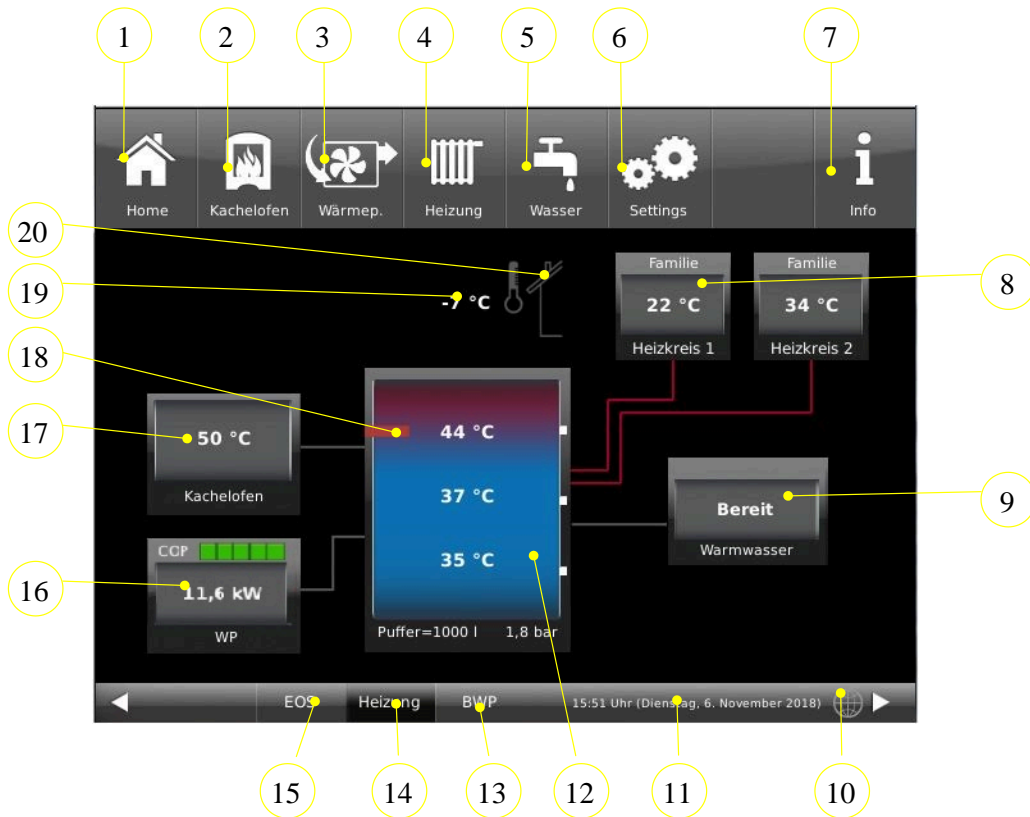 1 2 3 4 5 6 7
Home Kachelofen Wärmep. Heizung Wasser Settings Info
20
19
18
17
16
-7 °C
Familie Familie
22 °C 34 °C
Heizkreis 1 Heizkreis 2
8
44 °C
50 °C
Kachelofen
37 °C
Bereit
Warmwasser
9
COP
11,6 kW
WP
35 °C
Puffer=1000 l 1,8 bar
EOS Heizung BWP 15:51 Uhr (Dienstag, 6. November 2018)
15 14 13 12 11 10